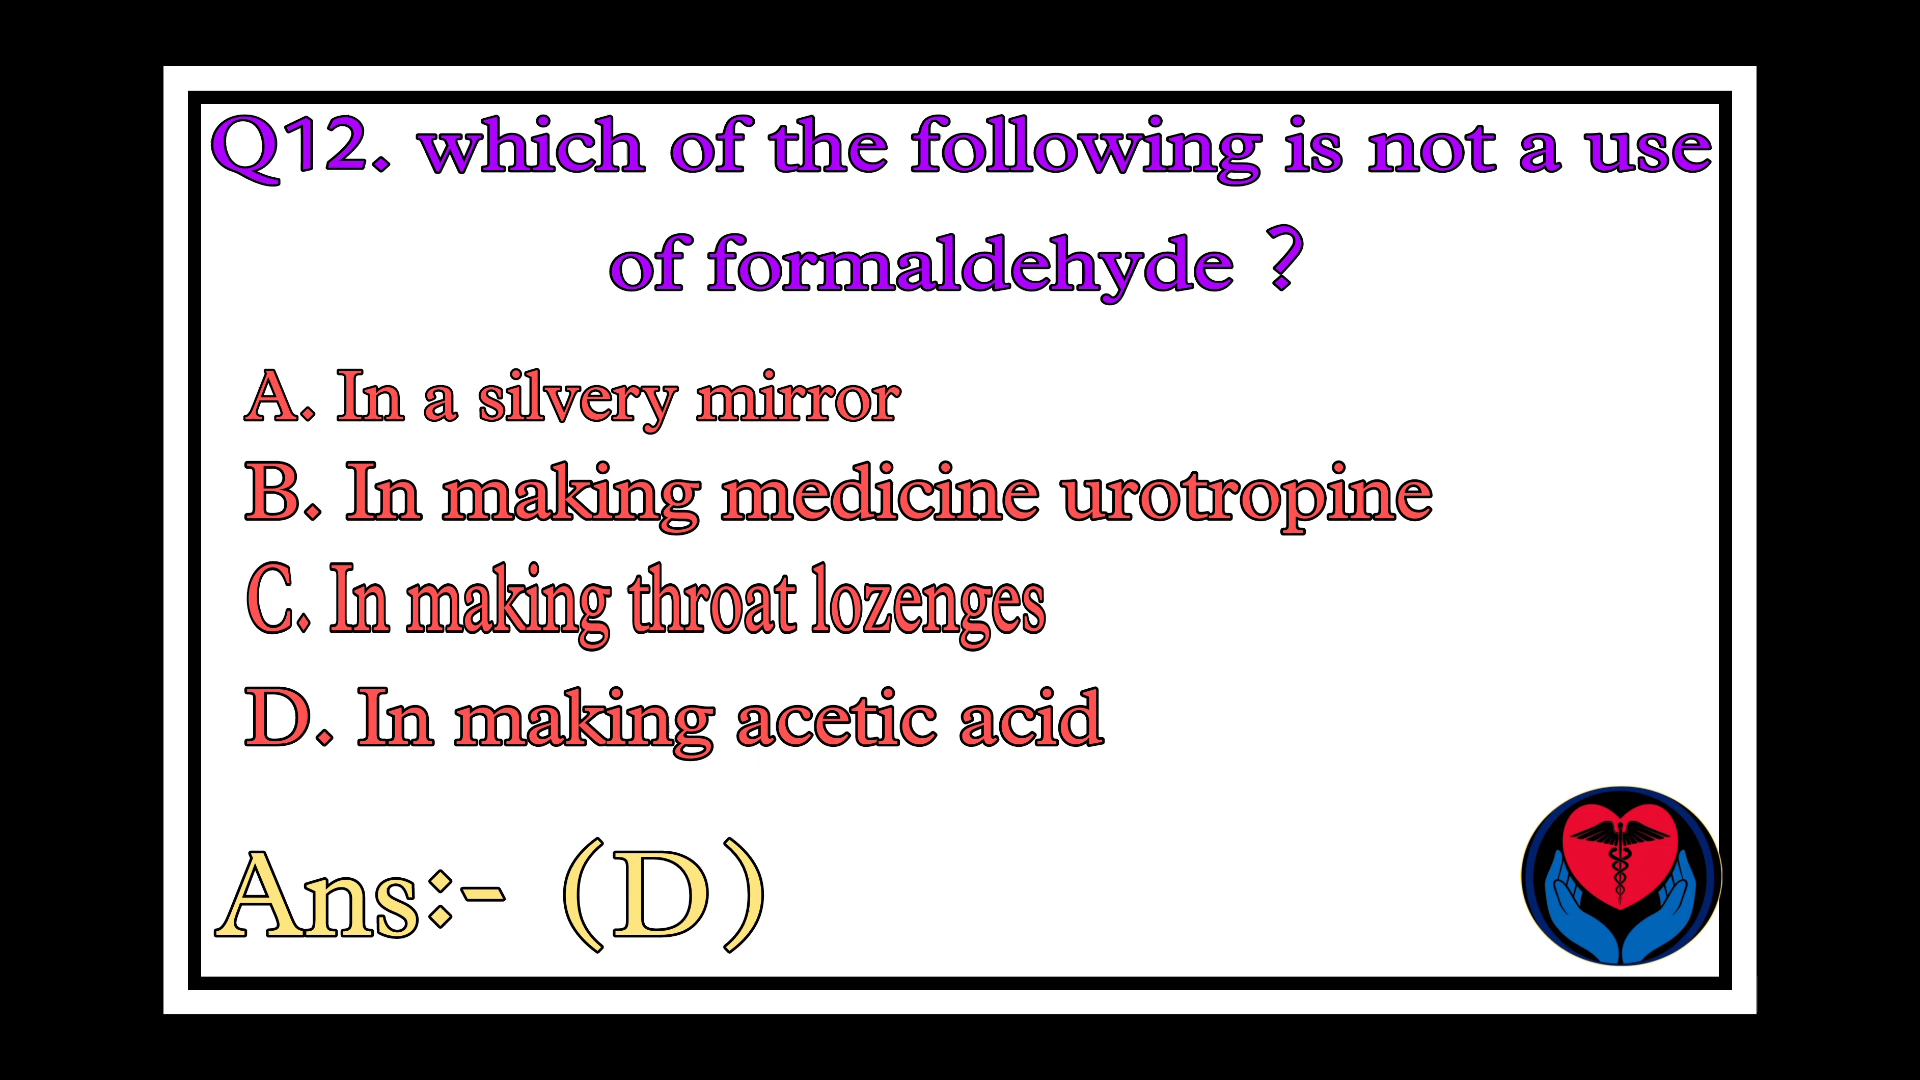 Q12. which of the following is not a use
of formaldehyde ?
A. In a silvery mirror
B. In making medicine urotropine
C. In making throat lozenges
D. In making acetic acid
Ans:- (D)